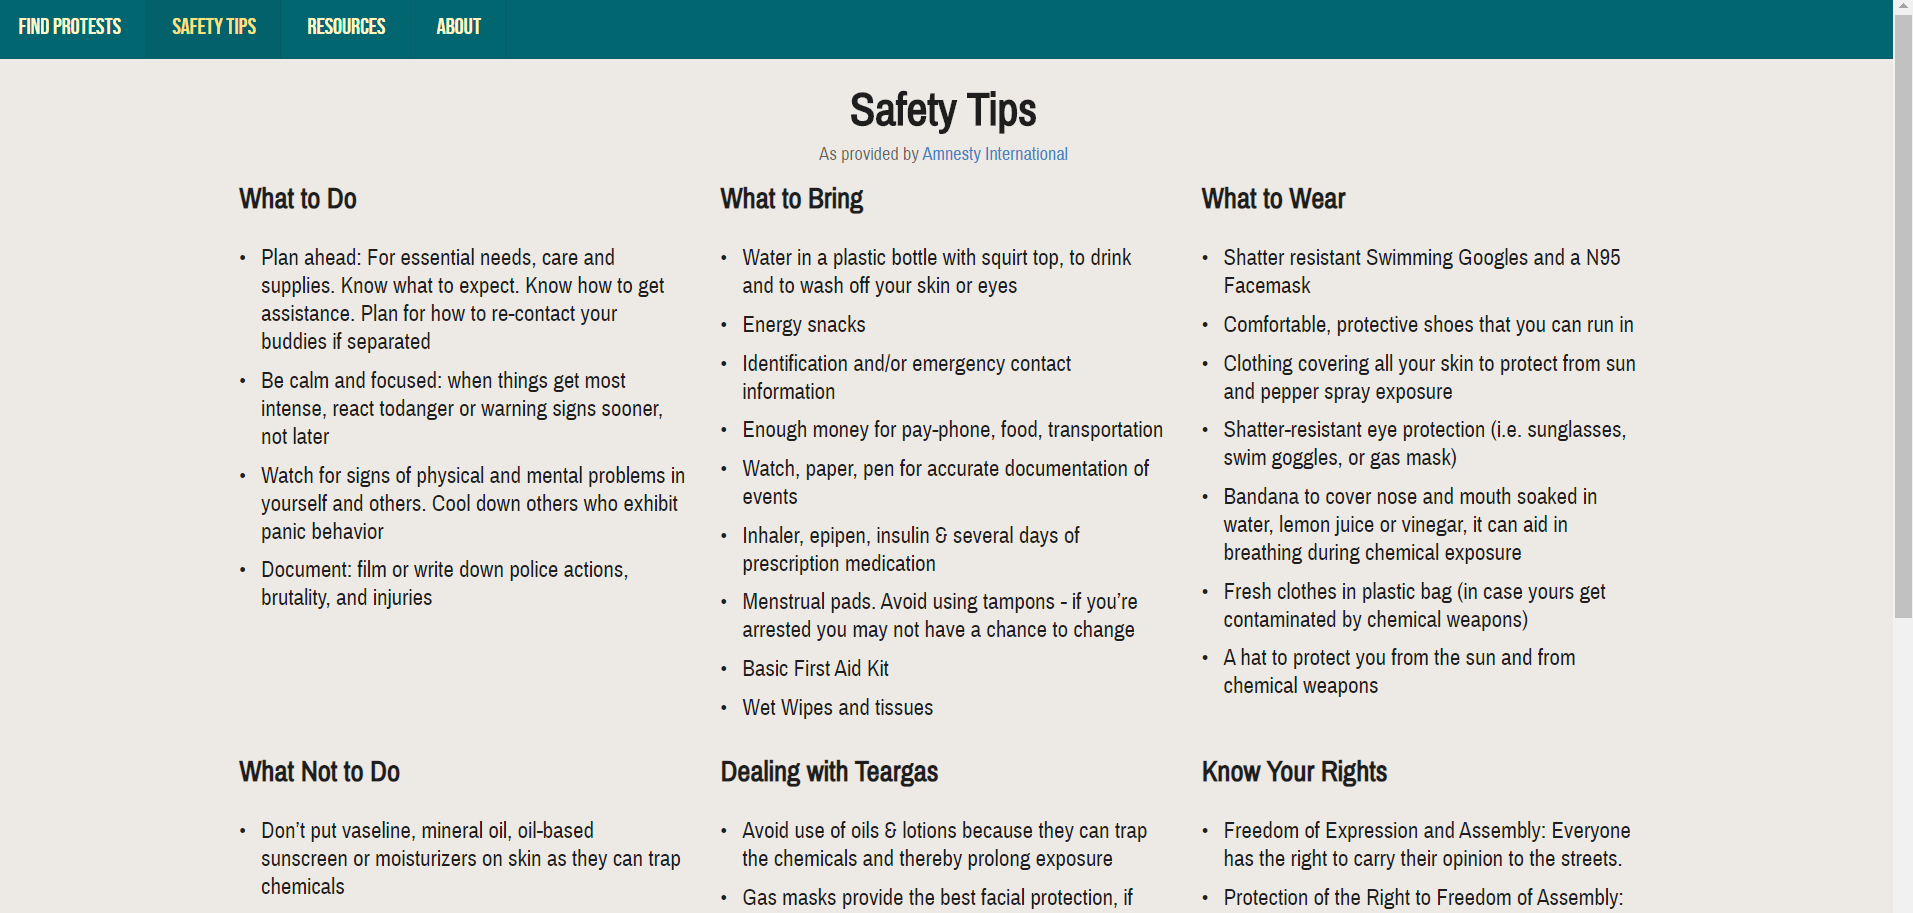 FIND PROTESTS
SAFETY TIPS
RESOURCES
ABOUT
Safety Tips
As provided by Amnesty International
What to Do
• Plan ahead: For essential needs, care and
supplies. Know what to expect. Know how to get
assistance. Plan for how to re-contact your
buddies if separated
• Be calm and focused: when things get most
intense, react todanger or warning signs sooner,
not later
• Watch for signs of physical and mental problems in
yourself and others. Cool down others who exhibit
panic behavior
• Document: film or write down police actions,
brutality, and injuries
What to Bring
• Water in a plastic bottle with squirt top, to drink
and to wash off your skin or eyes
• Energy snacks
• Identification and/or emergency contact
information
• Enough money for pay-phone, food, transportation
• Watch, paper, pen for accurate documentation of
events
• Inhaler, epipen, insulin & several days of
prescription medication
• Menstrual pads. Avoid using tampons - if you’re
arrested you may not have a chance to change
• Basic First Aid Kit
• Wet Wipes and tissues
What to Wear
• Shatter resistant Swimming Googles and a N95
Facemask
• Comfortable, protective shoes that you can run in
• Clothing covering all your skin to protect from sun
and pepper spray exposure
• Shatter-resistant eye protection (i.e. sunglasses,
swim goggles, or gas mask)
• Bandana to cover nose and mouth soaked in
water, lemon juice or vinegar, it can aid in
breathing during chemical exposure
• Fresh clothes in plastic bag (in case yours get
contaminated by chemical weapons)
• A hat to protect you from the sun and from
chemical weapons
What Not to Do
• Don’t put vaseline, mineral oil, oil-based
sunscreen or moisturizers on skin as they can trap
chemicals
Dealing with Teargas
• Avoid use of oils & lotions because they can trap
the chemicals and thereby prolong exposure
• Gas masks provide the best facial protection, if
Know Your Rights
• Freedom of Expression and Assembly: Everyone
has the right to carry their opinion to the streets.
• Protection of the Right to Freedom of Assembly: